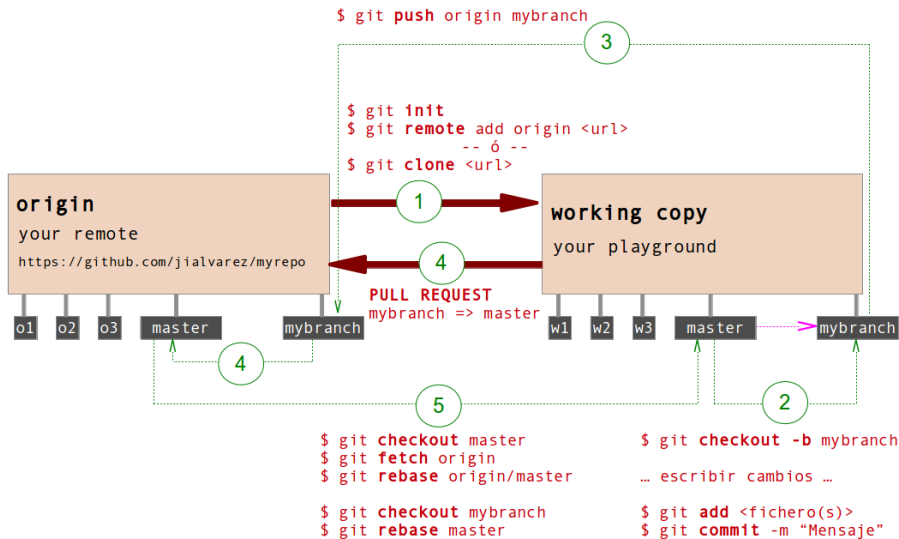 $ git push origin mybranch
3
$ git init
$ git remote add origin <url>
-- ó --
$ git clone <url>
origin
your remote
https://github.com/jialvarez/myrepo
1
working copy
your playground
4
PULL REQUEST
mybranch => master
o1 o2 o3 master mybranch
w1 w2 w3 master mybranch
4
5
2
$ git checkout master
$ git fetch origin
$ git rebase origin/master
$ git checkout mybranch
$ git rebase master
$ git checkout -b mybranch
… escribir cambios …
$ git add <fichero(s)>
$ git commit -m “Mensaje”